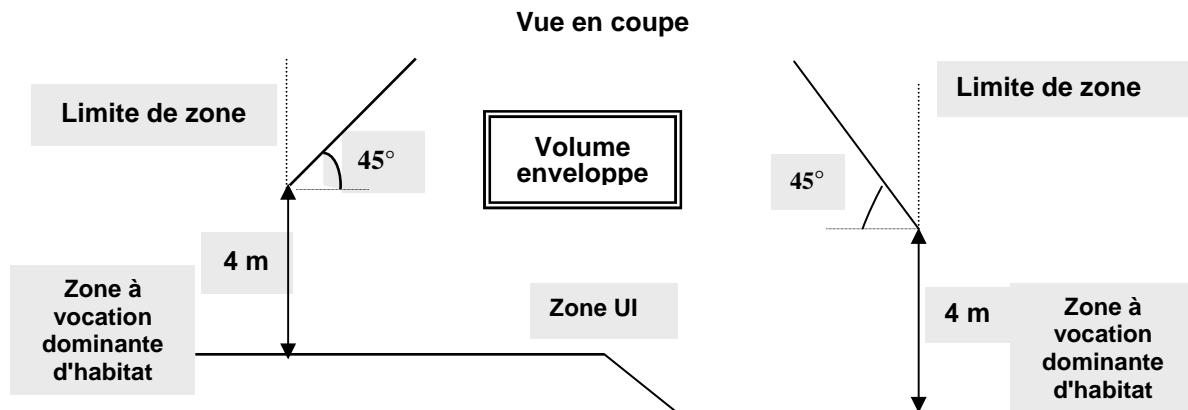 Vue en coupe
Limite de zone
Limite de zone
45°
Volume
enveloppe
45°
4 m
Zone à
vocation
dominante
d'habitat
Zone UI
4 m
Zone à
vocation
dominante
d'habitat